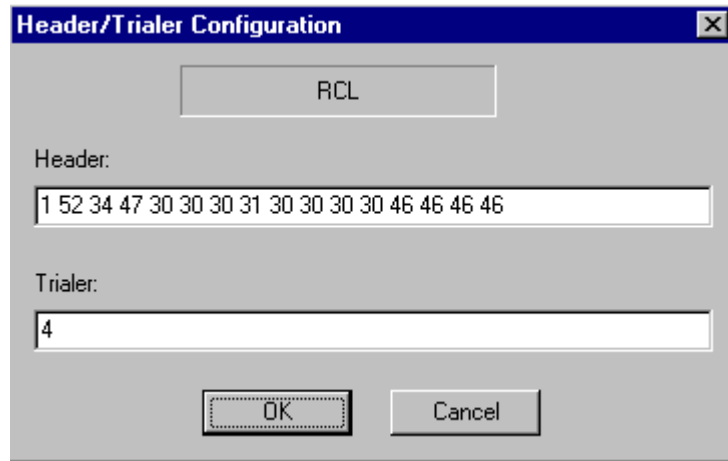 Header/Trialer Configuration
RCL
Header:
1 52 34 47 30 30 30 31 30 30 30 30 46 46 46 46
Trialer:
4
OK Cancel